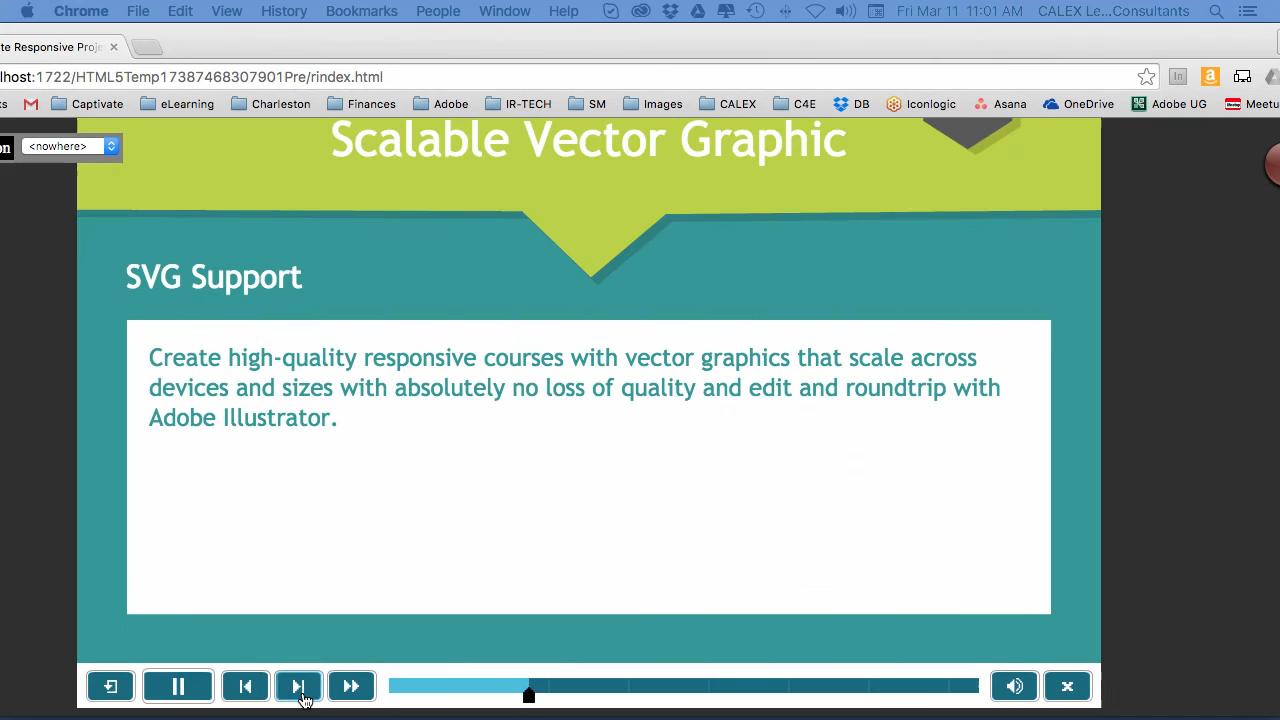 Chrome File Edit View History Bookmarks People Window Help Fri Mar 11 11:01 AM CALEX Le...Consultants
te Responsive Proj
lhost:1722/HTML5Temp17387468307901Pre/rindex.html
ks Captivate eLearning Charleston Finances Adobe IR-TECH SM Images CALEX C4E DB Iconlogic Asana OneDrive Adobe UG Meetu
on <nowhere>
Scalable Vector Graphic
SVG Support
Create high-quality responsive courses with vector graphics that scale across
devices and sizes with absolutely no loss of quality and edit and roundtrip with
Adobe Illustrator.